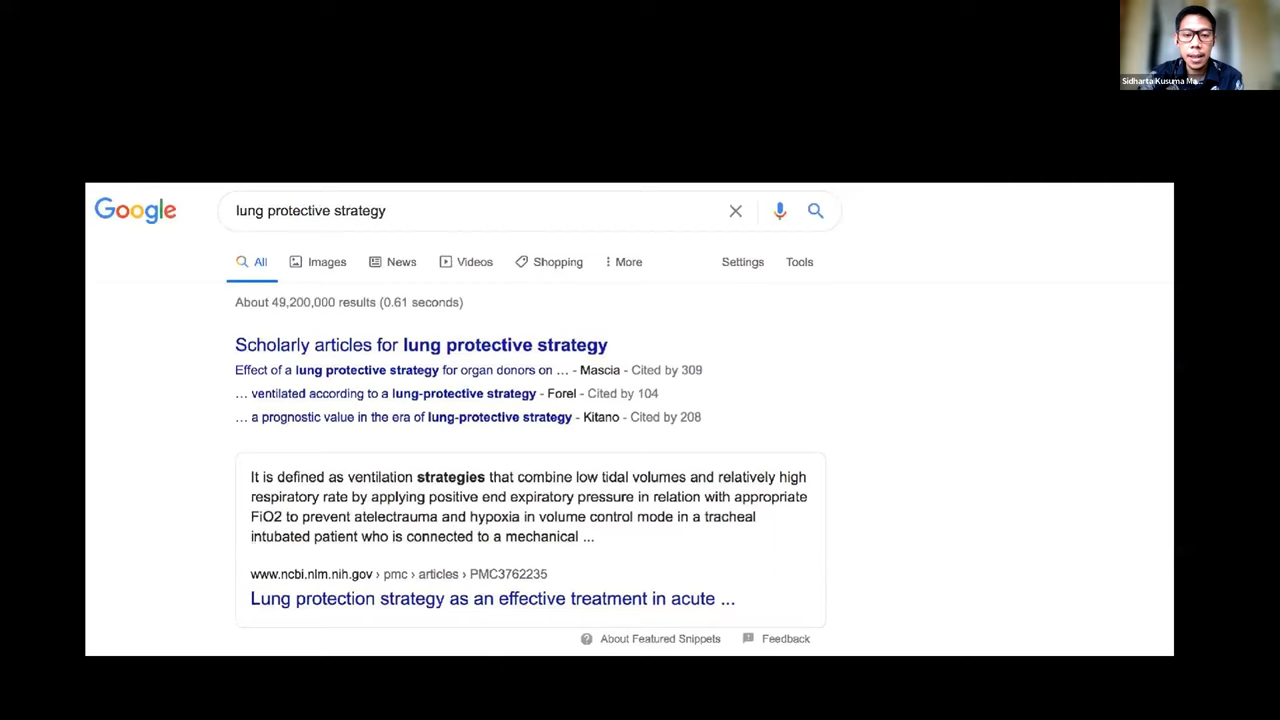 Sidharta Kusuma Ma...
Google
lung protective strategy
All Images News Videos Shopping More Settings Tools
About 49,200,000 results (0.61 seconds)
Scholarly articles for lung protective strategy
Effect of a lung protective strategy for organ donors on ... - Mascia - Cited by 309
... ventilated according to a lung-protective strategy - Forel - Cited by 104
... a prognostic value in the era of lung-protective strategy - Kitano - Cited by 208
It is defined as ventilation strategies that combine low tidal volumes and relatively high
respiratory rate by applying positive end expiratory pressure in relation with appropriate
FiO2 to prevent atelectrauma and hypoxia in volume control mode in a tracheal
intubated patient who is connected to a mechanical ...
www.ncbi.nlm.nih.gov › pmc › articles › PMC3762235
Lung protection strategy as an effective treatment in acute ...
About Featured Snippets Feedback